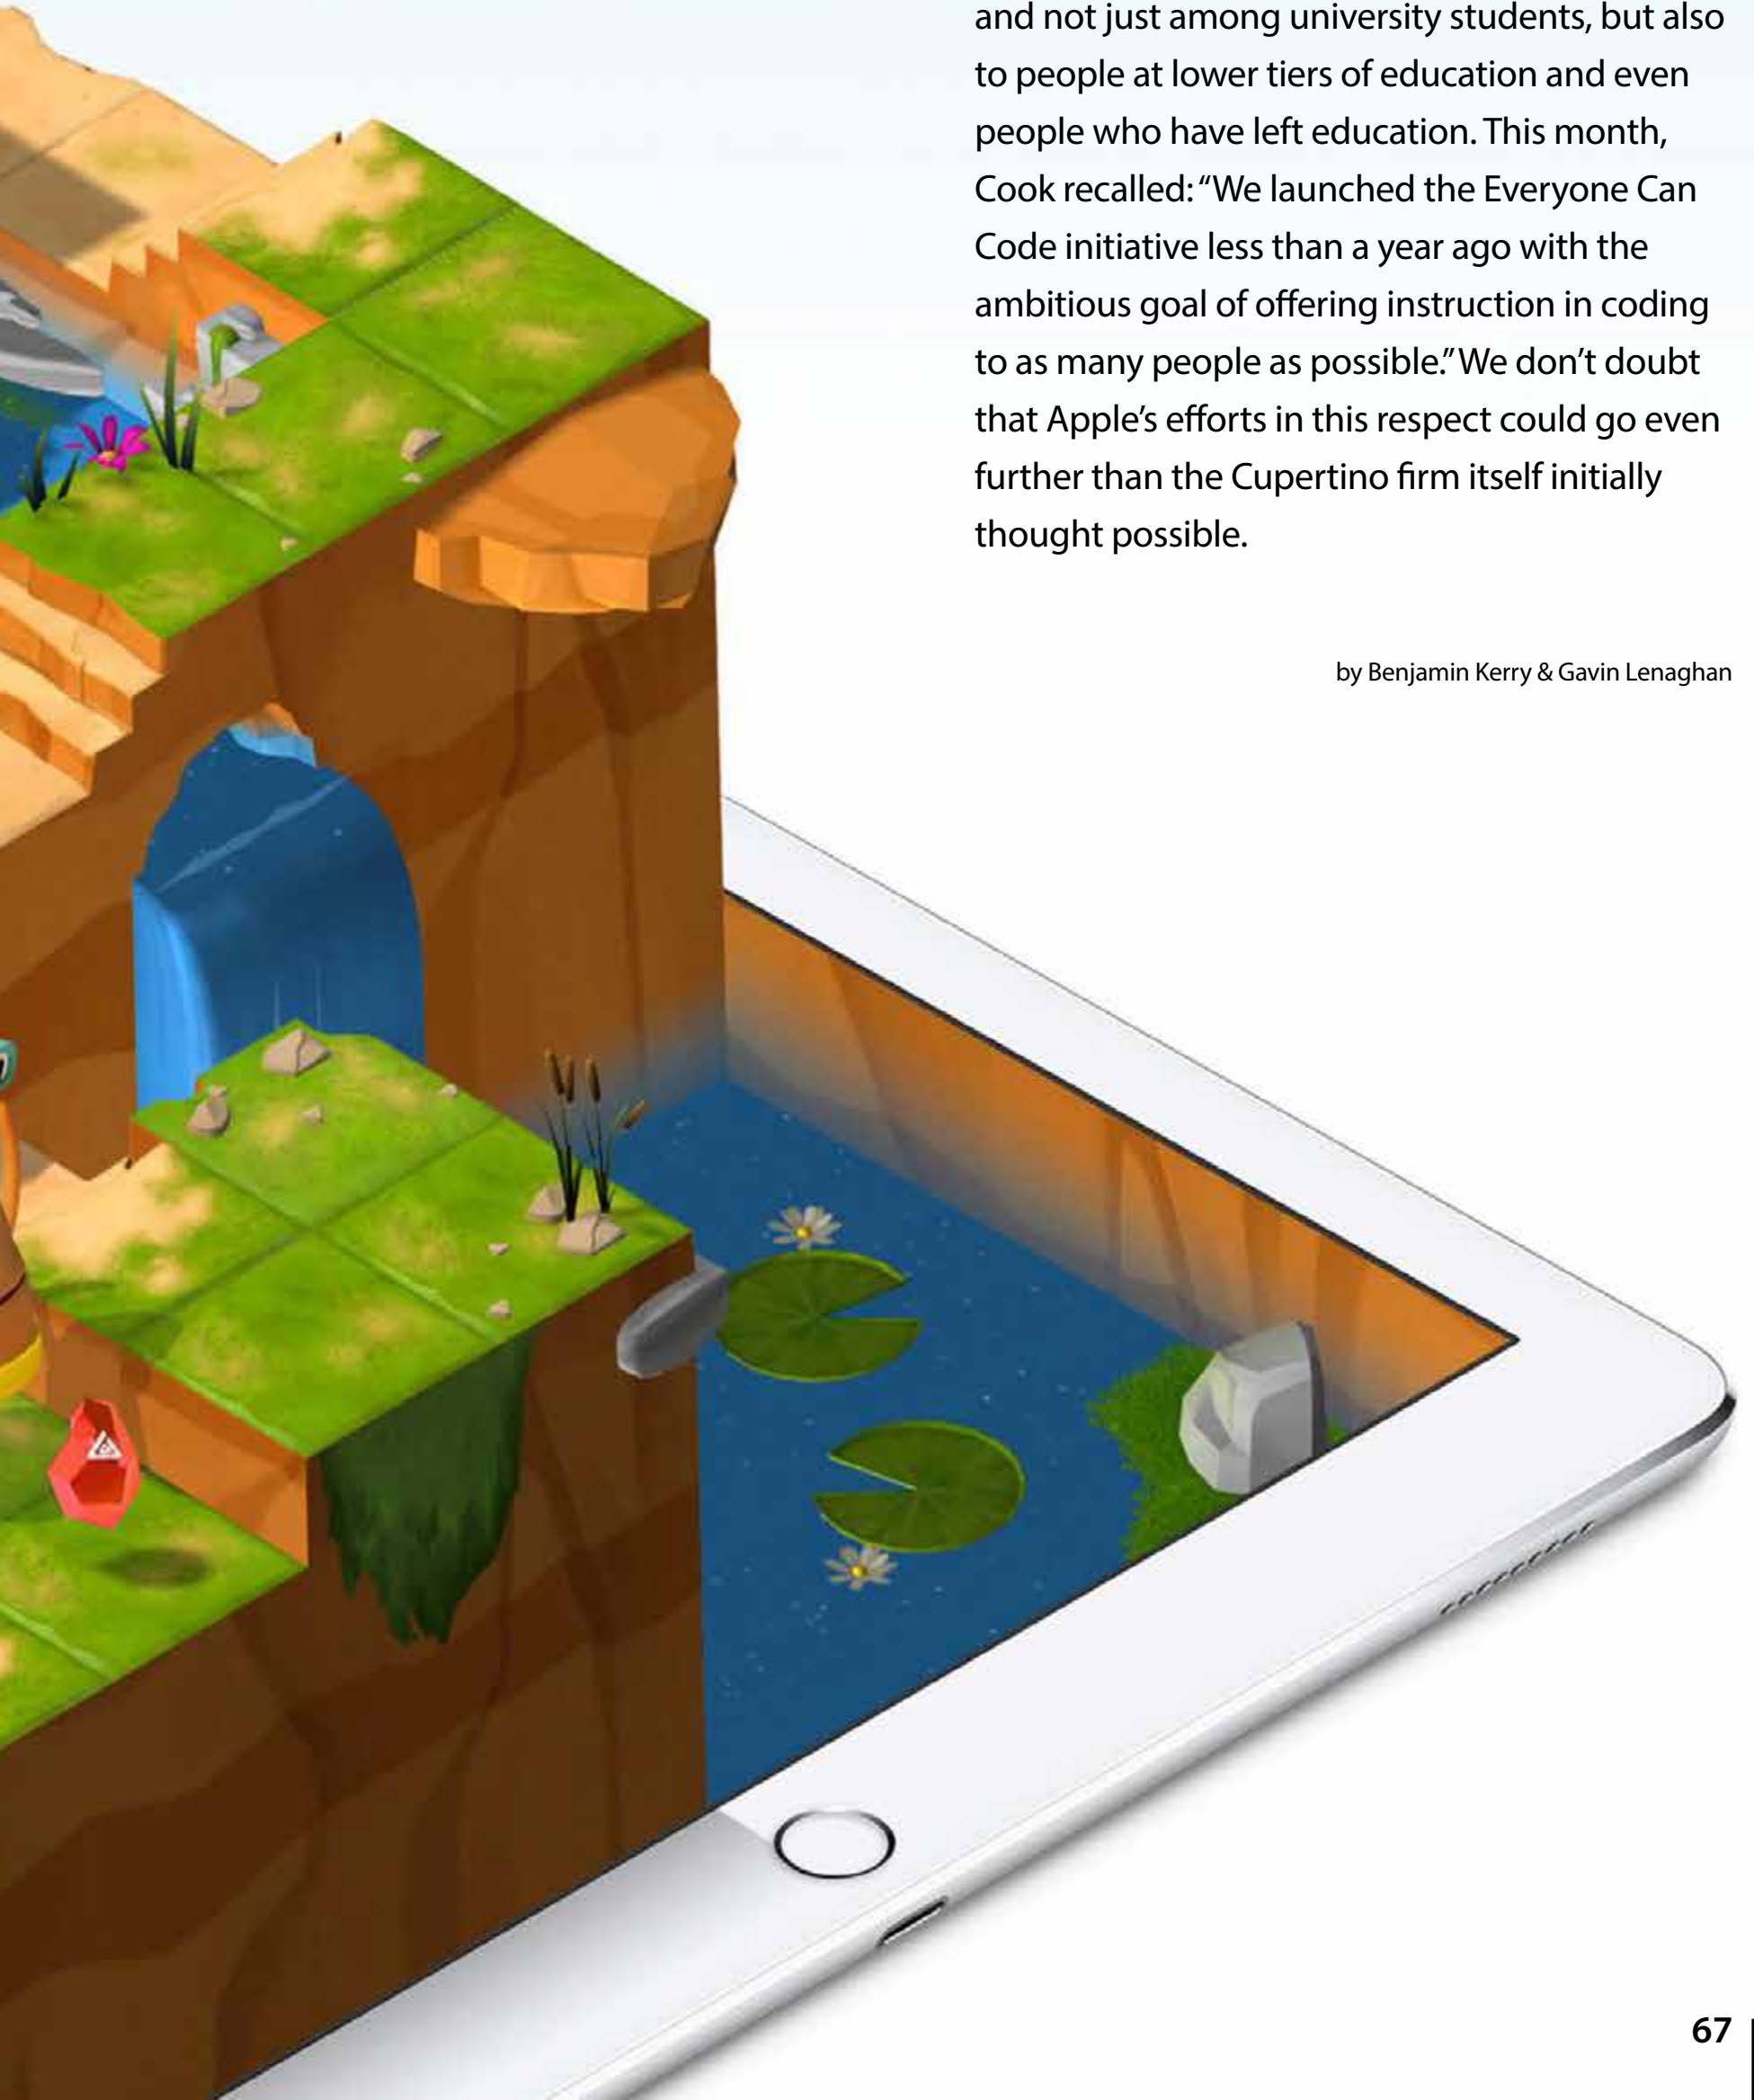 and not just among university students, but also
to people at lower tiers of education and even
people who have left education. This month,
Cook recalled: “We launched the Everyone Can
Code initiative less than a year ago with the
ambitious goal of offering instruction in coding
to as many people as possible.” We don’t doubt
that Apple’s efforts in this respect could go even
further than the Cupertino firm itself initially
thought possible.
by Benjamin Kerry & Gavin Lenaghan
67